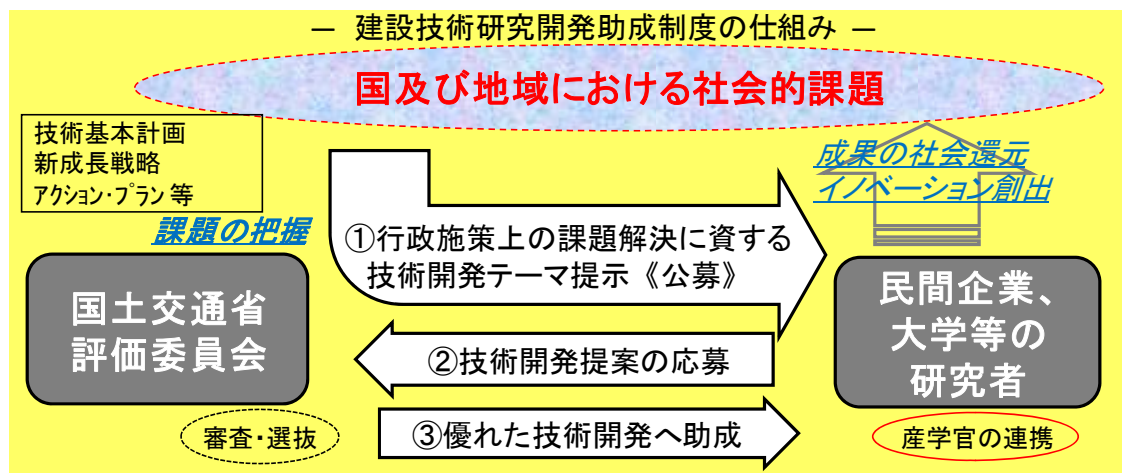 ― 建設技術研究開発助成制度の仕組み ―
国及び地域における社会的課題
技術基本計画
新成長戦略
アクション・プラン等
課題の把握
成果の社会還元
イノベーション創出
①行政施策上の課題解決に資する
技術開発テーマ提示《公募》
国土交通省
評価委員会
民間企業、
大学等の
研究者
②技術開発提案の応募
③優れた技術開発へ助成
審査・選抜
産学官の連携